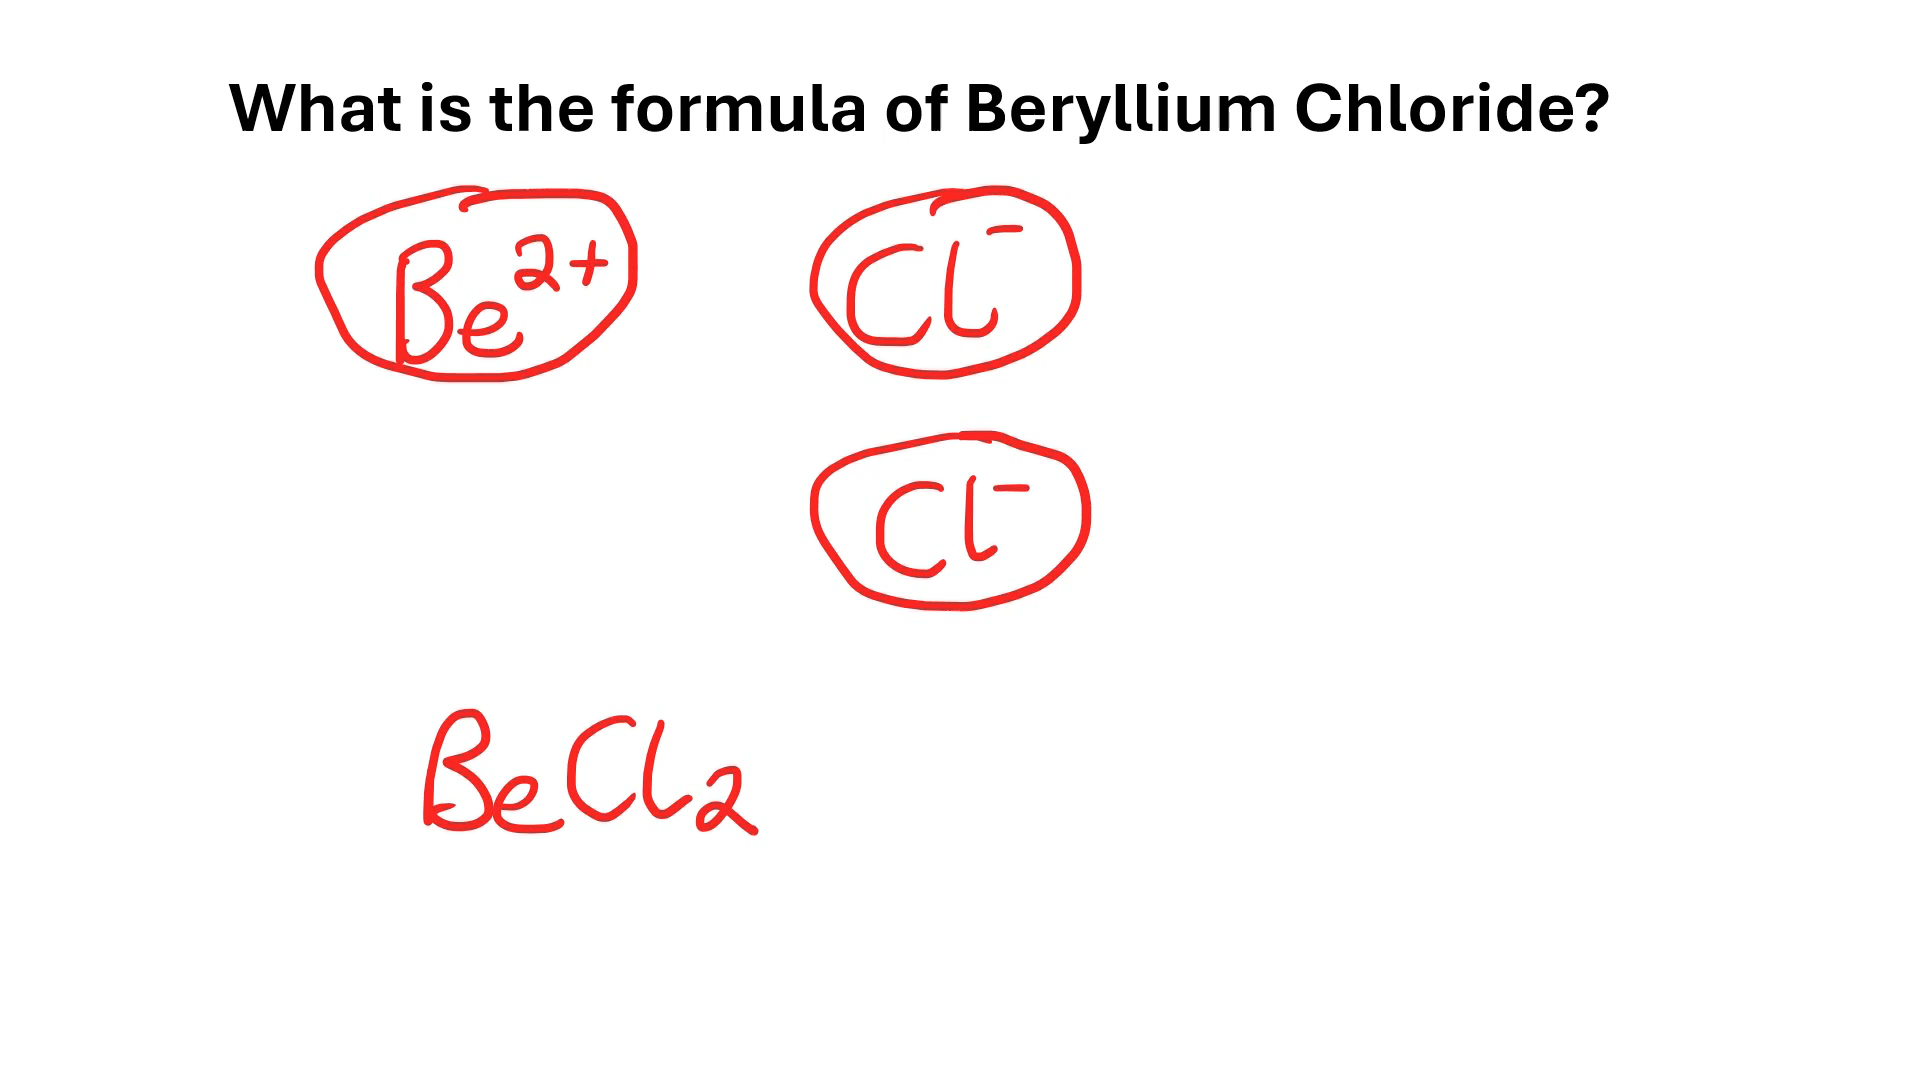 What is the formula of Beryllium Chloride?
Be²⁺ Cl⁻
Cl⁻
BeCl₂